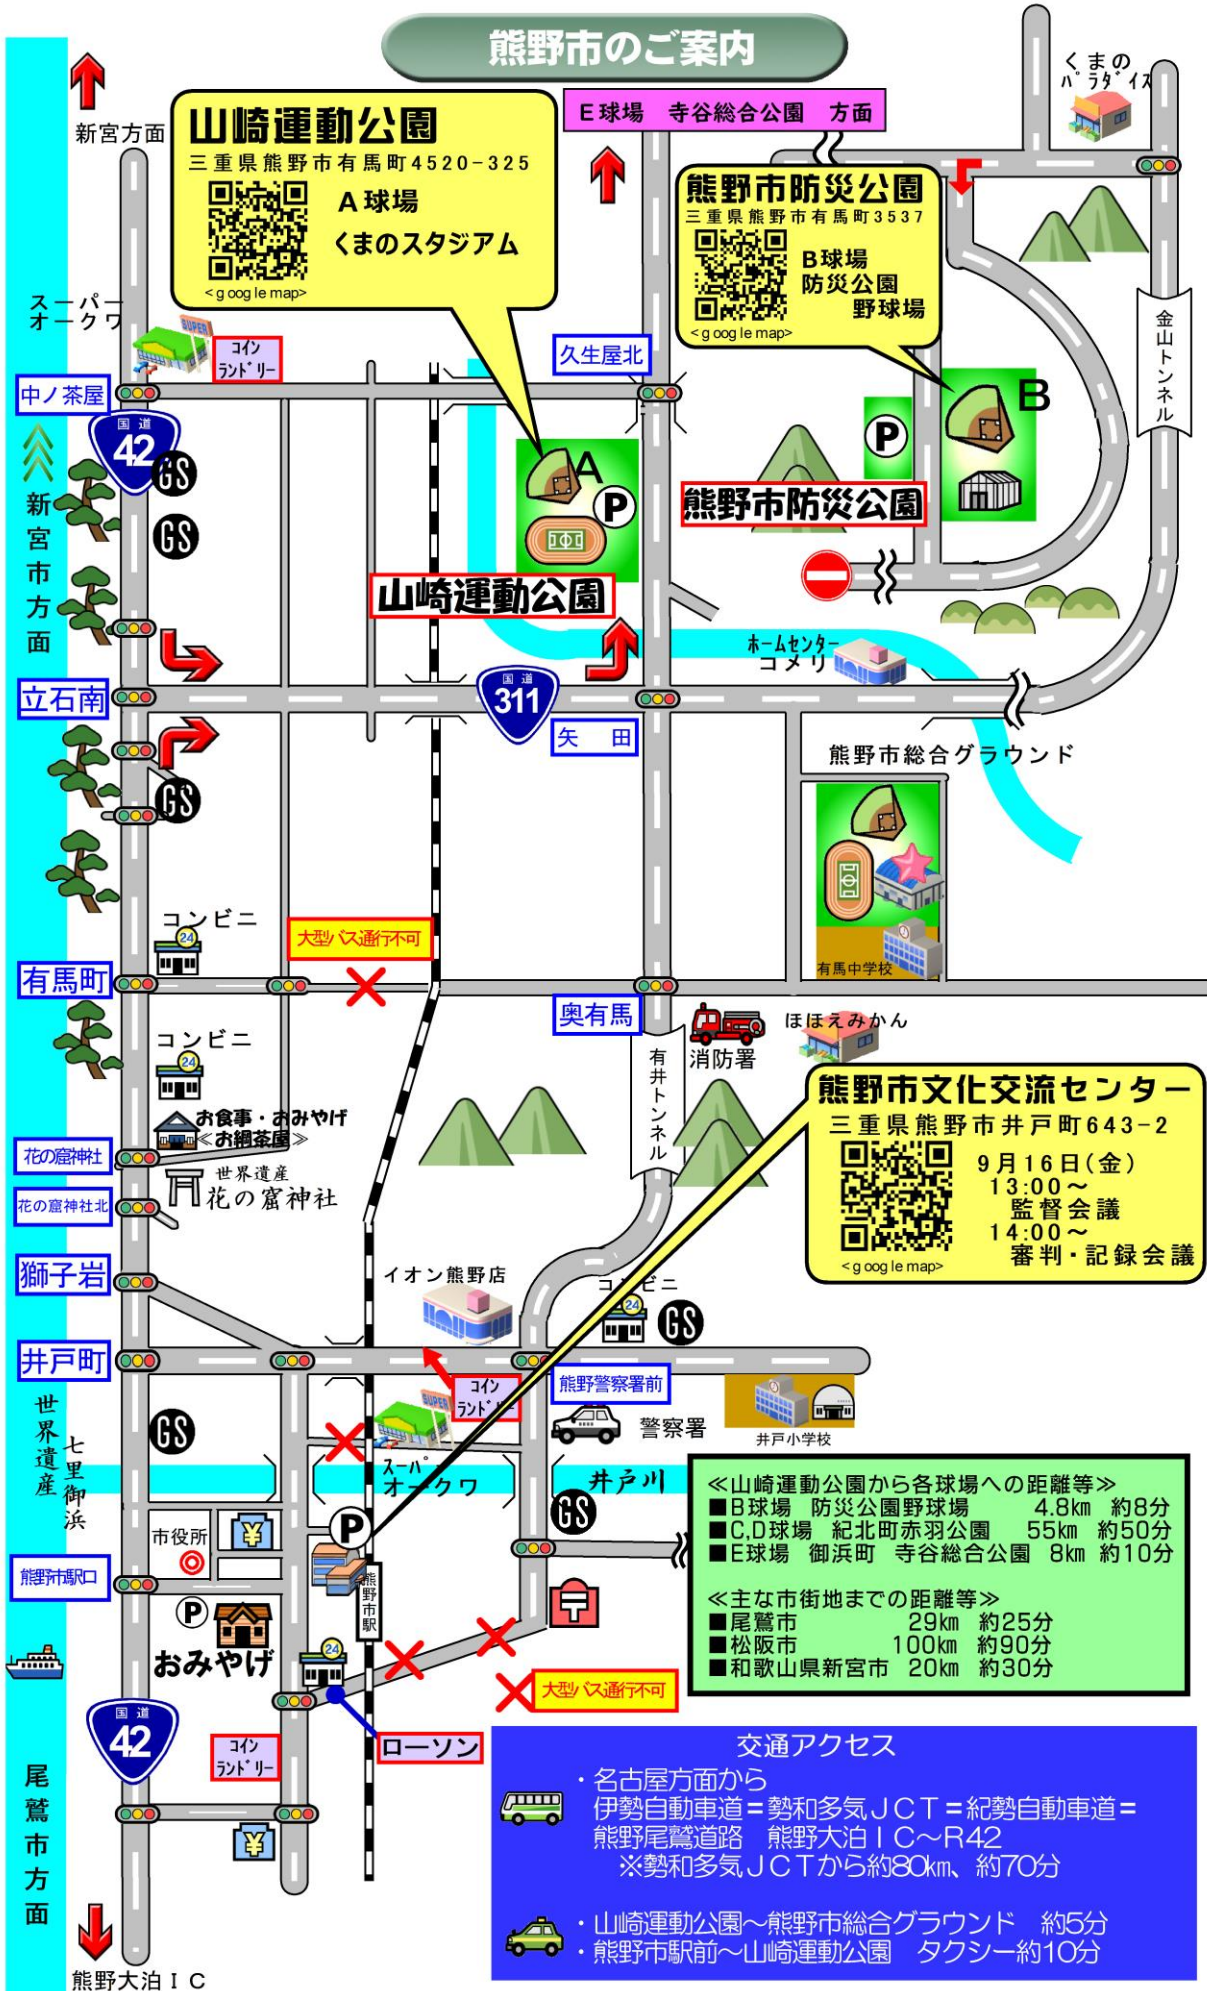 熊野市のご案内
新宮方面
山崎運動公園
三重県熊野市有馬町4520-325
A球場
くまのスタジアム
<google map>
E球場 寺谷総合公園 方面
くまの
パラダイス
熊野市防災公園
三重県熊野市有馬町3537
B球場
防災公園
野球場
<google map>
スーパー
オークワ
SUPER
コイン
ランドリー
久生屋北
金山トンネル
中ノ茶屋
国道
42
GS
GS
A
P
B
P
熊野市防災公園
新宮市方面
山崎運動公園
ホームセンター
コメリ
立石南
国道
311
矢 田
熊野市総合グラウンド
GS
コンビニ
24
大型バス通行不可
有馬町
有馬中学校
奥有馬
消防署
ほほえみかん
コンビニ
24
有井トンネル
お食事・おみやげ
≪お綱茶屋≫
花の窟神社
世界遺産
花の窟神社
花の窟神社北
熊野市文化交流センター
三重県熊野市井戸町643-2
9月16日(金)
13:00～
監督会議
14:00～
審判・記録会議
<google map>
獅子岩
イオン熊野店
コンビニ
24
GS
井戸町
コイン
ランドリー
熊野警察署前
SUPER
世界遺産
七里御浜
GS
警察署
井戸小学校
スーパー
オークワ
井戸川
GS
≪山崎運動公園から各球場への距離等≫
■B球場 防災公園野球場 4.8km 約8分
■C,D球場 紀北町赤羽公園 55km 約50分
■E球場 御浜町 寺谷総合公園 8km 約10分
≪主な市街地までの距離等≫
■尾鷲市 29km 約25分
■松阪市 100km 約90分
■和歌山県新宮市 20km 約30分
市役所
¥
P
熊野市駅口
熊野市駅
P
おみやげ
24
大型バス通行不可
国道
42
コイン
ランドリー
ローソン
尾鷲市方面
¥
熊野大泊IC
交通アクセス
・名古屋方面から
伊勢自動車道=勢和多気JCT=紀勢自動車道=
熊野尾鷲道路 熊野大泊IC～R42
※勢和多気JCTから約80km、約70分
・山崎運動公園～熊野市総合グラウンド 約5分
・熊野市駅前～山崎運動公園 タクシー約10分